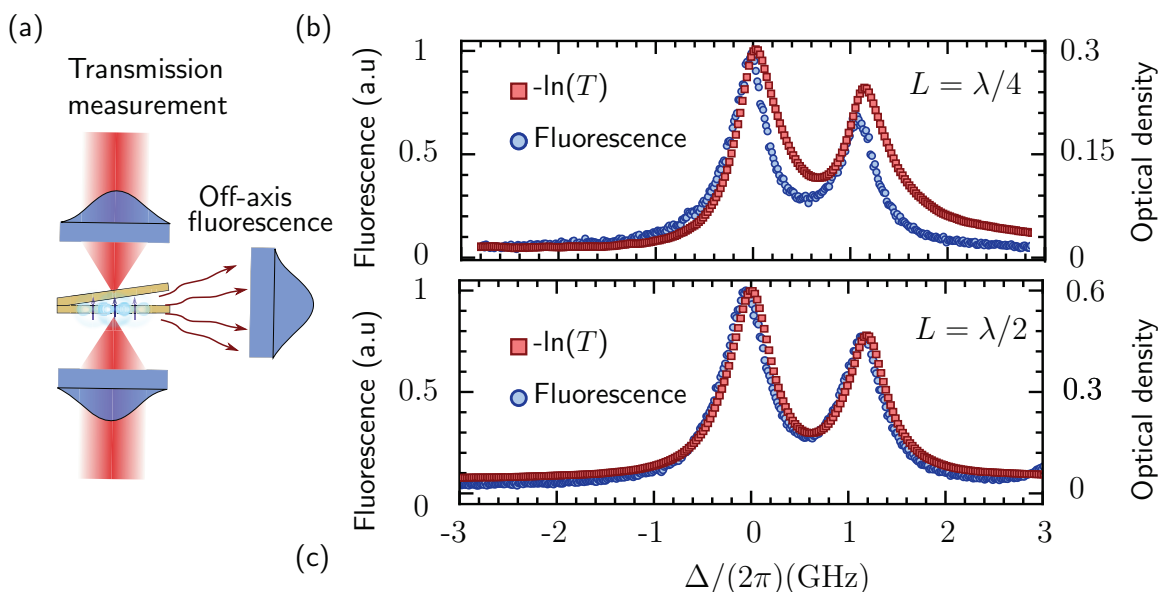 (a)
Transmission
measurement
Off-axis
fluorescence
(b)
Fluorescence (a.u)
1
0.5
0
-ln(T)
Fluorescence
L = λ/4
0.3
0.15
0
Optical density
Fluorescence (a.u)
1
0.5
0
-ln(T)
Fluorescence
L = λ/2
0.6
0.3
0
Optical density
-3 -2 -1 0 1 2 3
(c)
Δ/(2π)(GHz)